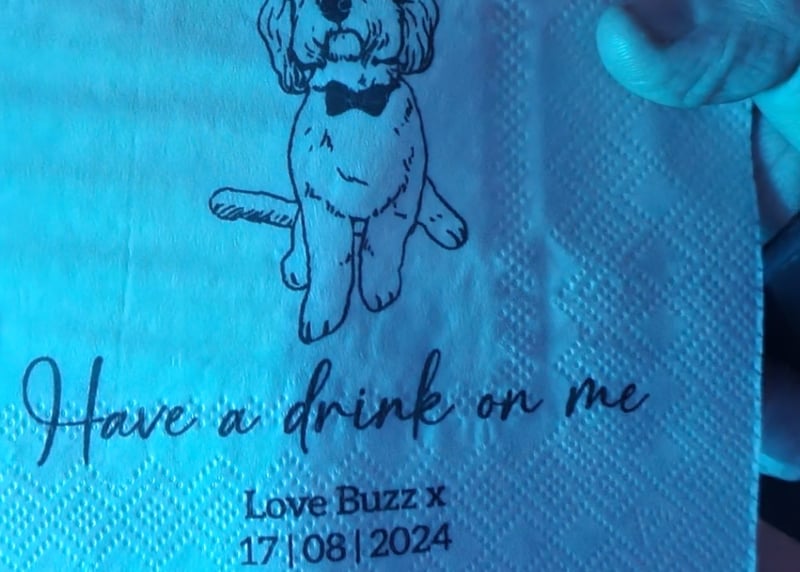 Have a drink on me
Love Buzz x
17|08|2024